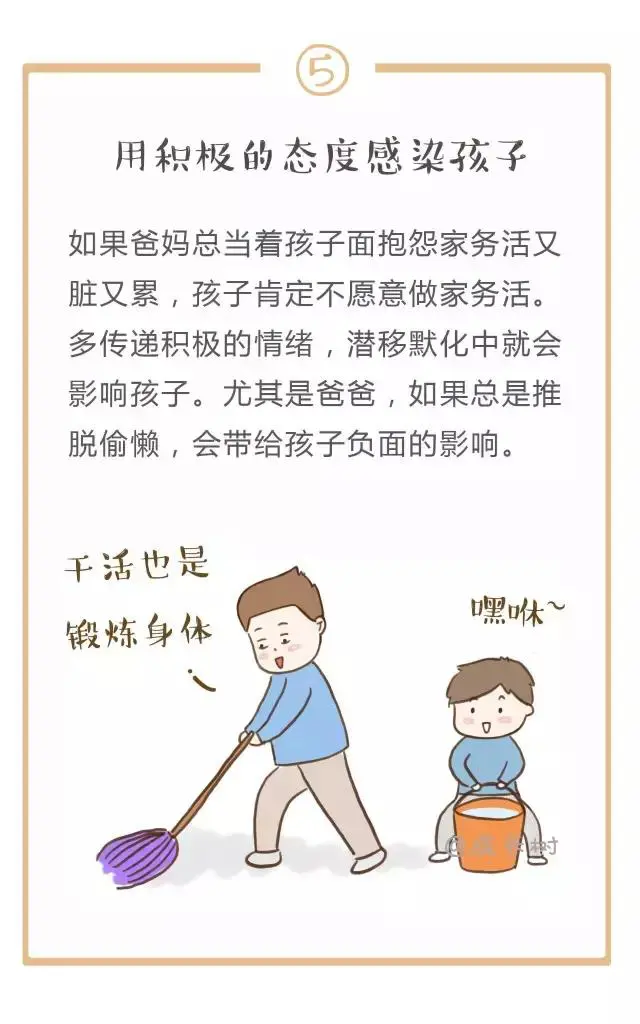 5
用积极的态度感染孩子
如果爸妈总当着孩子面抱怨家务活又
脏又累，孩子肯定不愿意做家务活。
多传递积极的情绪，潜移默化中就会
影响孩子。尤其是爸爸，如果总是推
脱偷懒，会带给孩子负面的影响。
干活也是
锻炼身体
嘿咻~